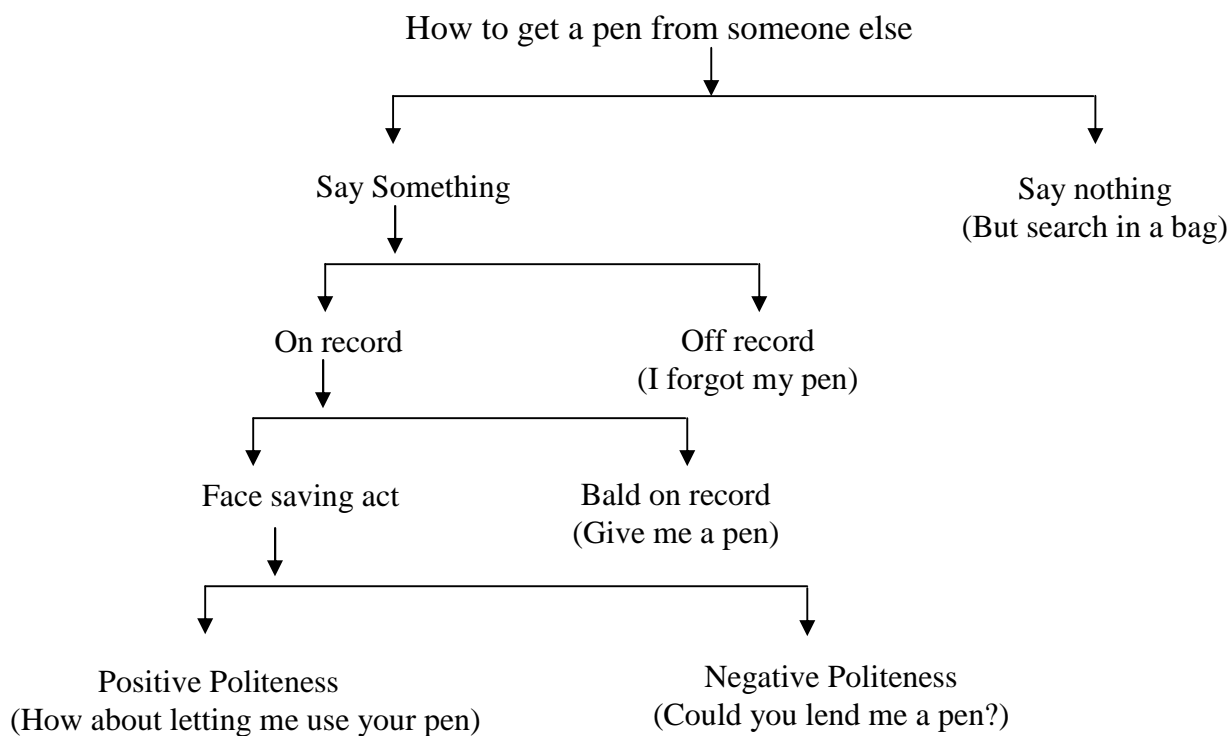 How to get a pen from someone else
Say Something
Say nothing
(But search in a bag)
On record
Off record
(I forgot my pen)
Face saving act
Bald on record
(Give me a pen)
Positive Politeness
(How about letting me use your pen)
Negative Politeness
(Could you lend me a pen?)